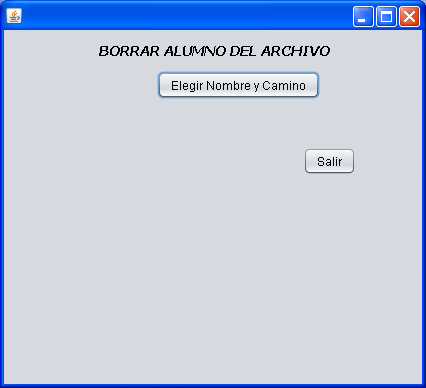 BORRAR ALUMNO DEL ARCHIVO
Elegir Nombre y Camino
Salir